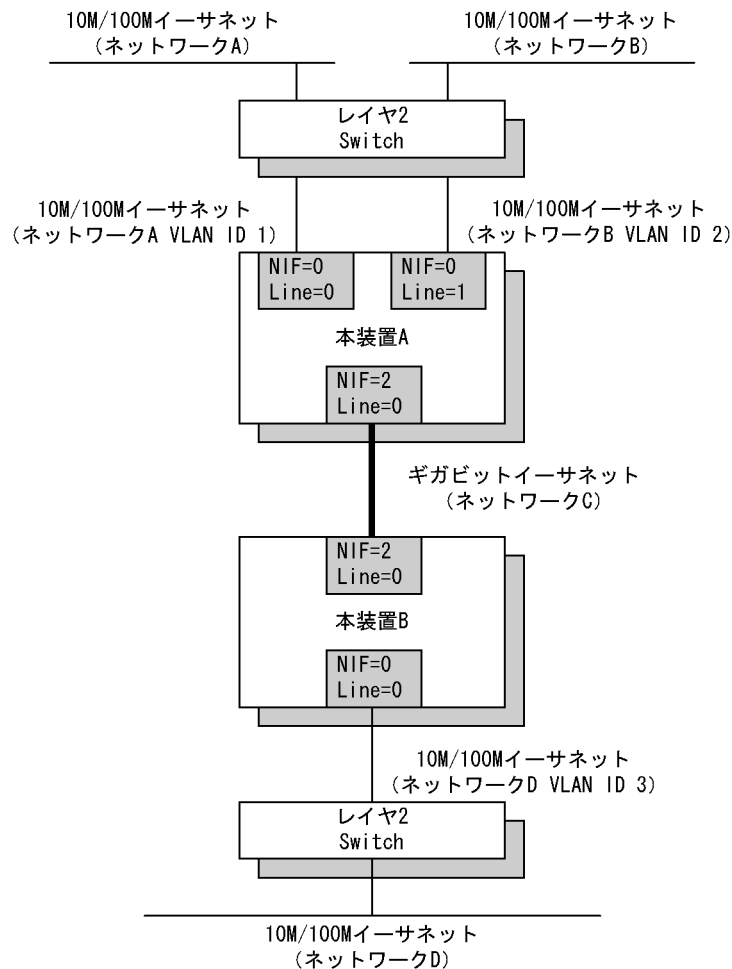 10M/100Mイーサネット
(ネットワークA)
10M/100Mイーサネット
(ネットワークB)
レイヤ2
Switch
10M/100Mイーサネット
(ネットワークA VLAN ID 1)
10M/100Mイーサネット
(ネットワークB VLAN ID 2)
NIF=0
Line=0
NIF=0
Line=1
本装置A
NIF=2
Line=0
ギガビットイーサネット
(ネットワークC)
NIF=2
Line=0
本装置B
NIF=0
Line=0
10M/100Mイーサネット
(ネットワークD VLAN ID 3)
レイヤ2
Switch
10M/100Mイーサネット
(ネットワークD)